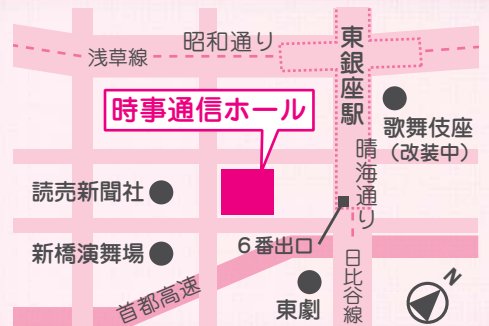 昭和通り
浅草線
東銀座駅
時事通信ホール
歌舞伎座
（改装中）
晴海通り
読売新聞社
新橋演舞場
6番出口
首都高速
東劇
日比谷線
N